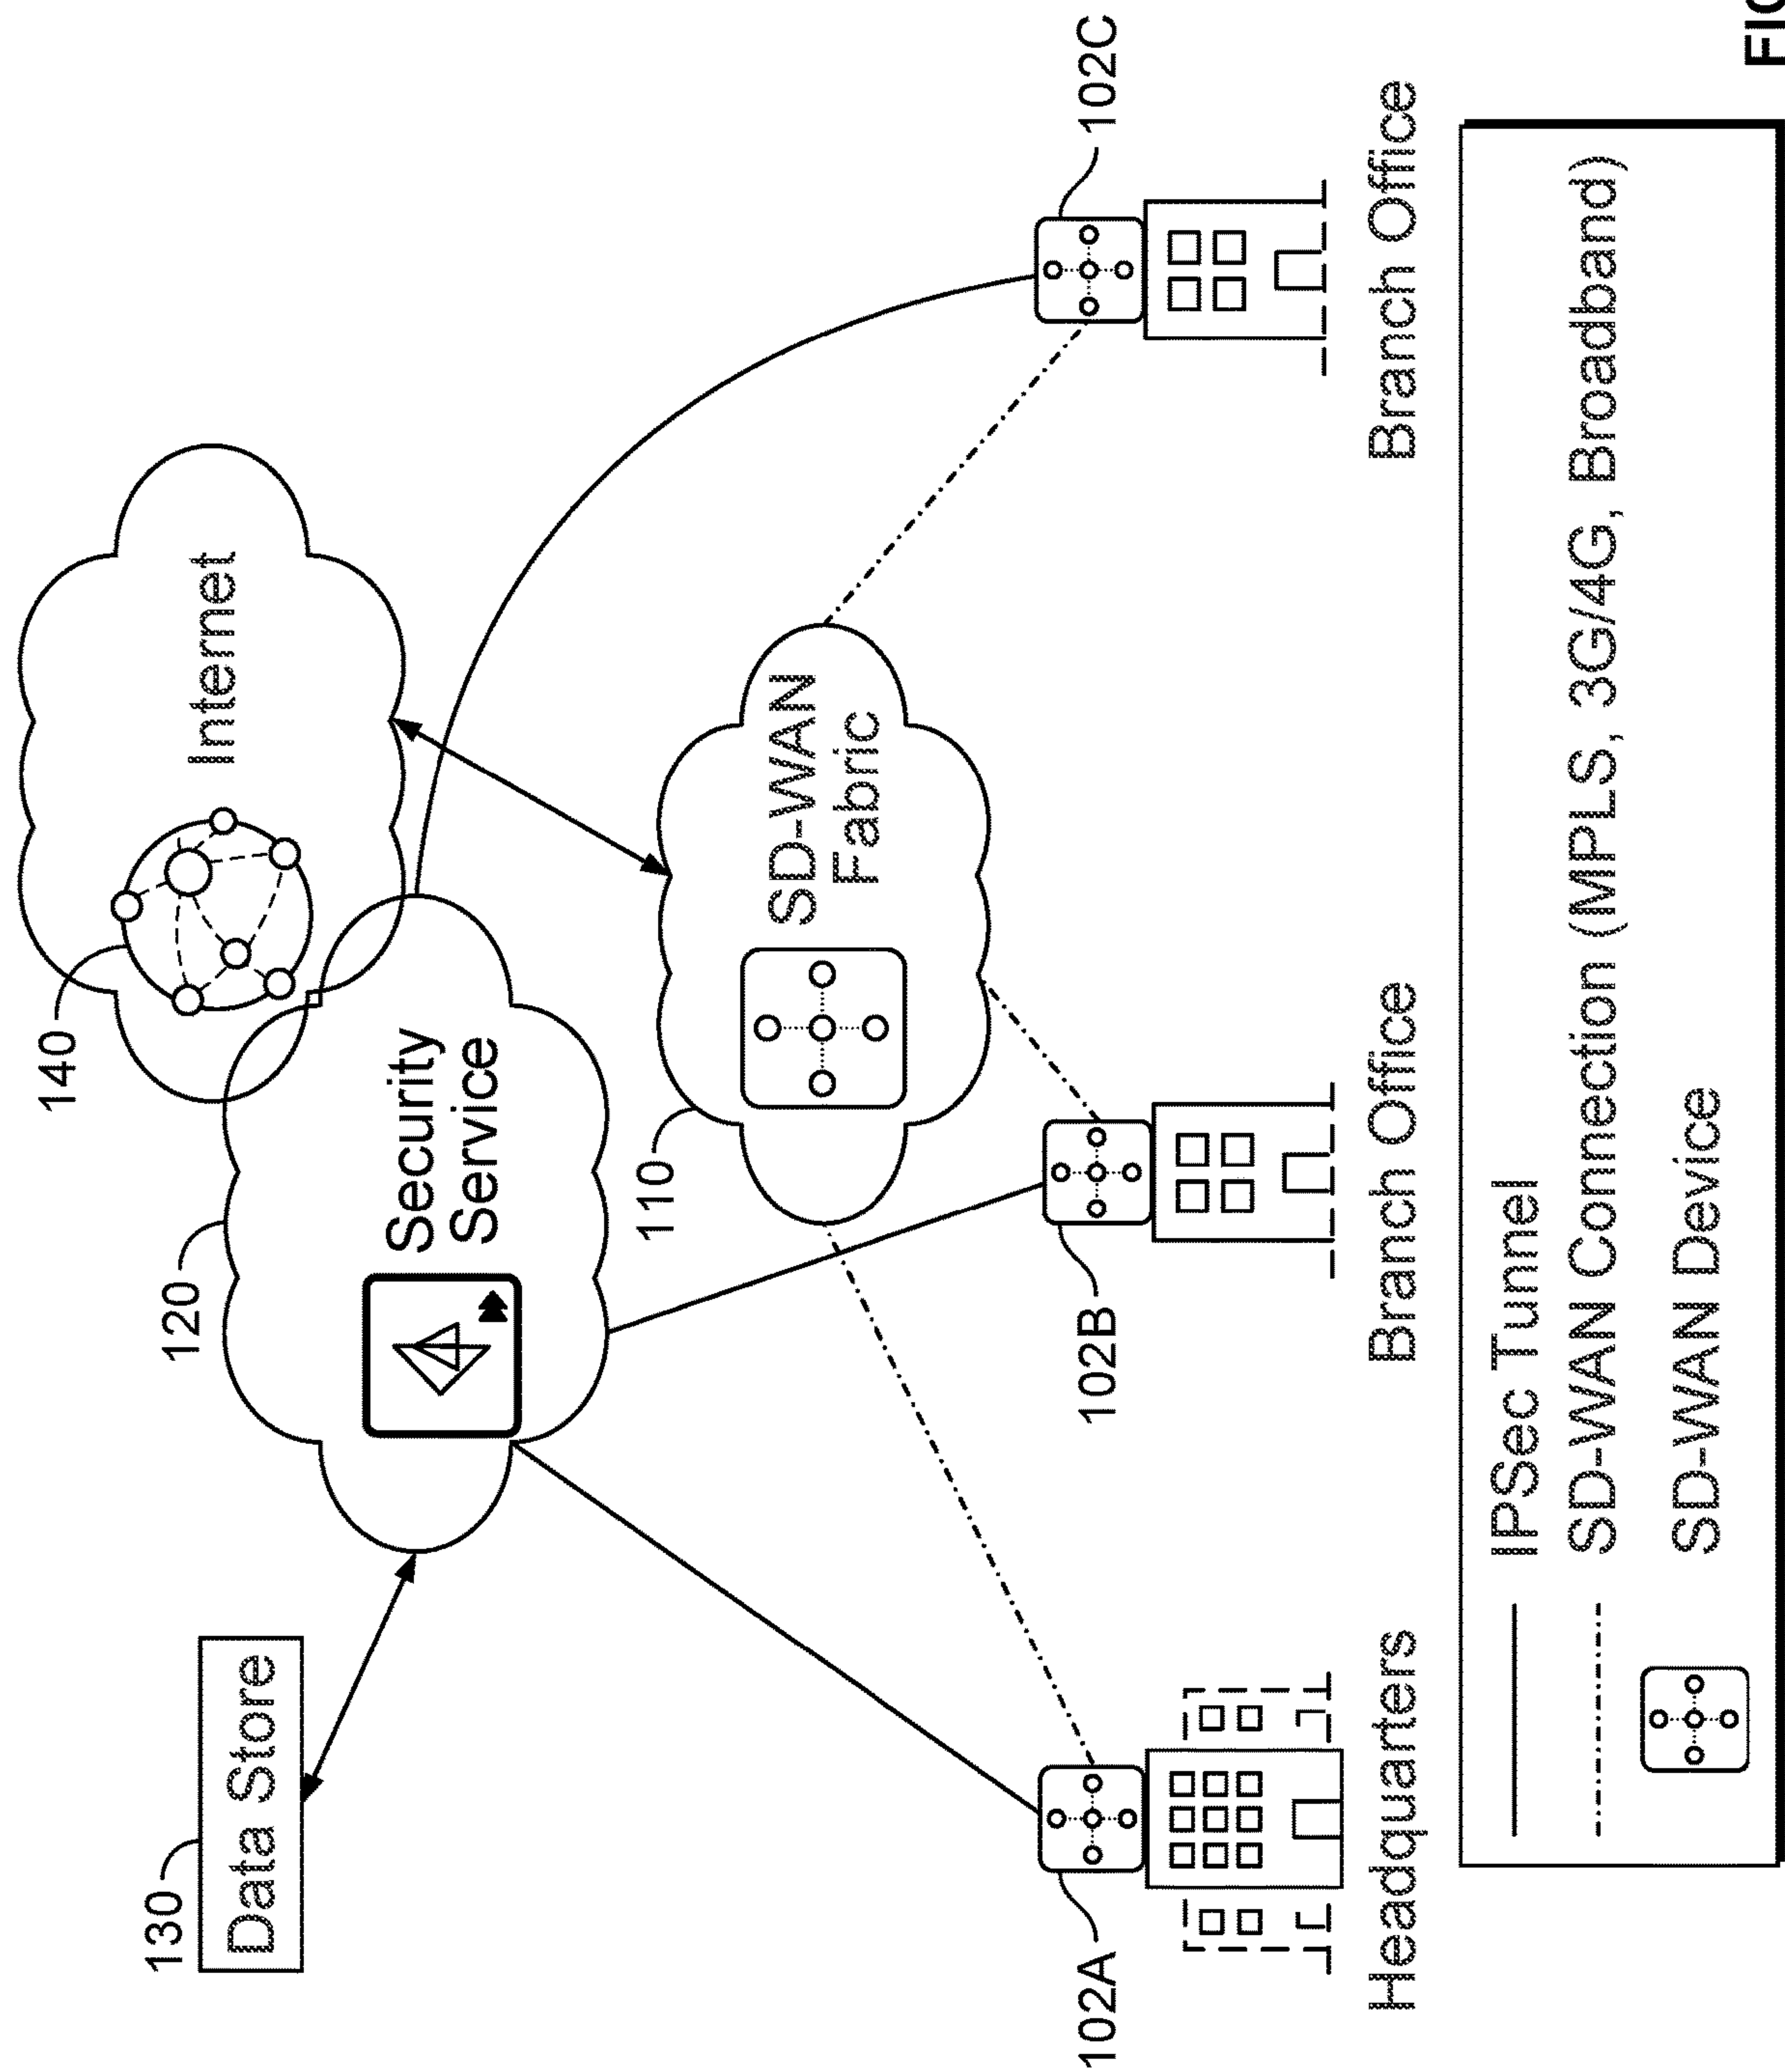 140
Internet
130
Data Store
120
Security
Service
110
SD-WAN
Fabric
102A
102B
102C
Headquarters
Branch Office
Branch Office
IPSec Tunnel
SD-WAN Connection (MPLS, 3G/4G, Broadband)
SD-WAN Device